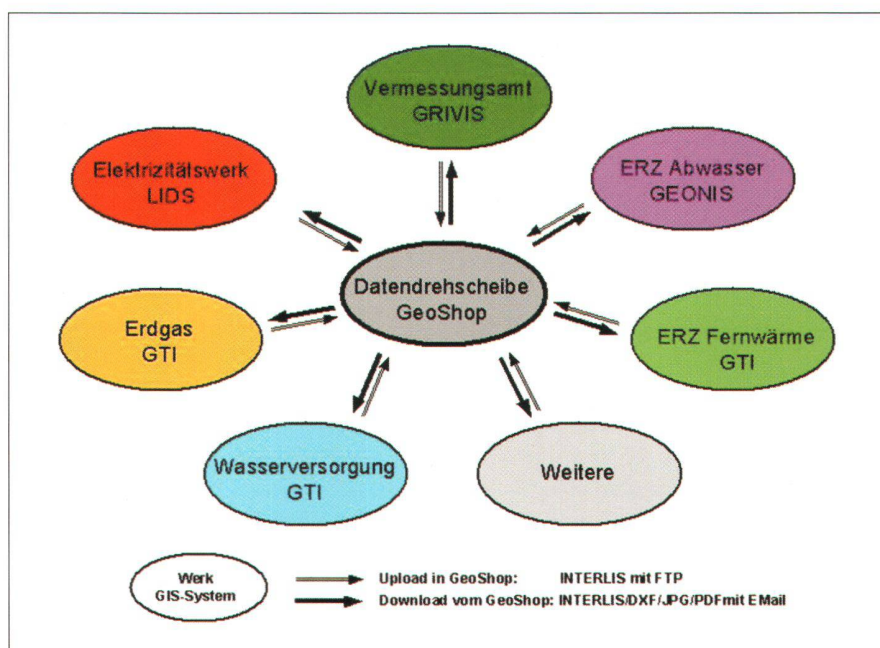 Vermessungsamt
GRIVIS
Elektrizitätswerk
LIDS
ERZ Abwasser
GEONIS
Datendrehscheibe
GeoShop
Erdgas
GTI
ERZ Fernwärme
GTI
Wasserversorgung
GTI
Weitere
Werk
GIS-System
Upload in GeoShop: INTERLIS mit FTP
Download vom GeoShop: INTERLIS/DXF/JPG/PDFmit EMail